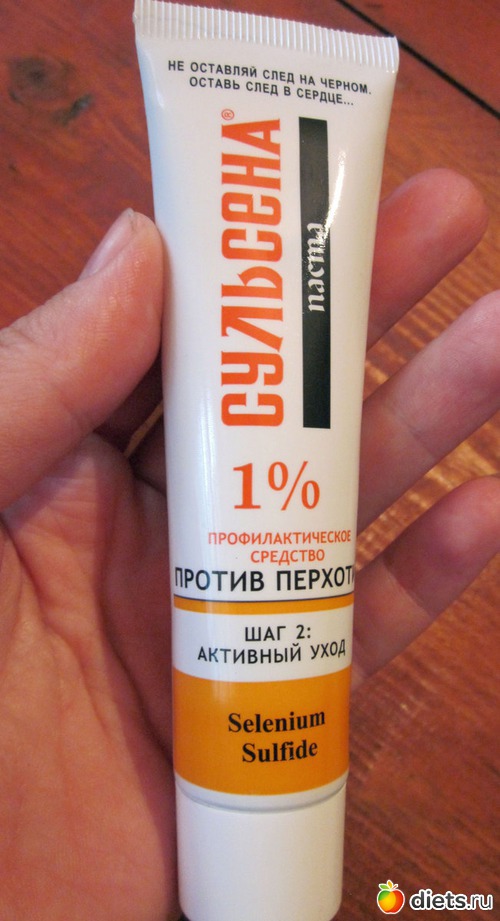 НЕ ОСТАВЛЯЙ СЛЕД НА ЧЕРНОМ.
ОСТАВЬ СЛЕД В СЕРДЦЕ...
СУЛЬСЕНА®
паста
1%
ПРОФИЛАКТИЧЕСКОЕ
СРЕДСТВО
ПРОТИВ ПЕРХОТИ
ШАГ 2:
АКТИВНЫЙ УХОД
Selenium
Sulfide
diets.ru